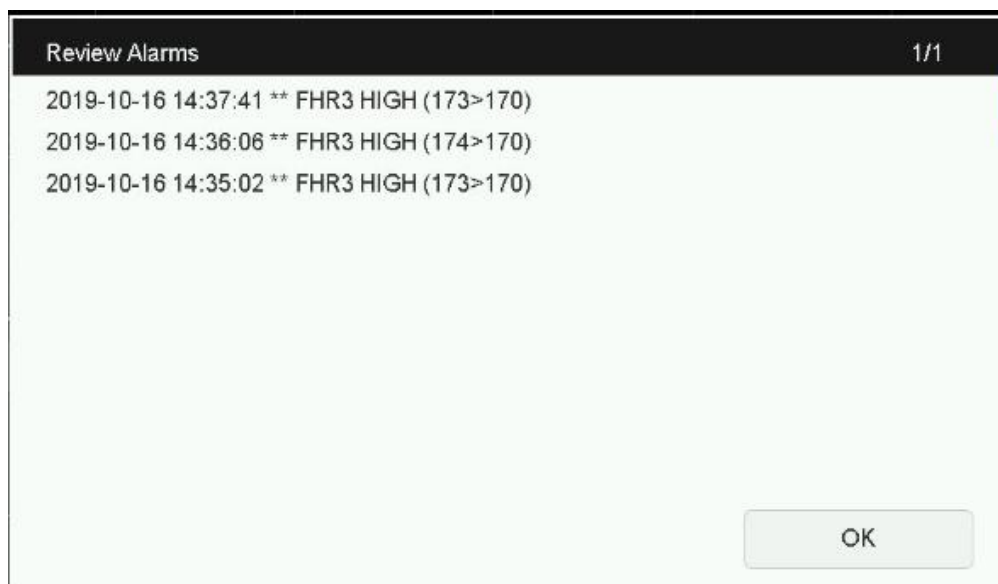 Review Alarms 1/1
2019-10-16 14:37:41 ** FHR3 HIGH (173>170)
2019-10-16 14:36:06 ** FHR3 HIGH (174>170)
2019-10-16 14:35:02 ** FHR3 HIGH (173>170)
OK